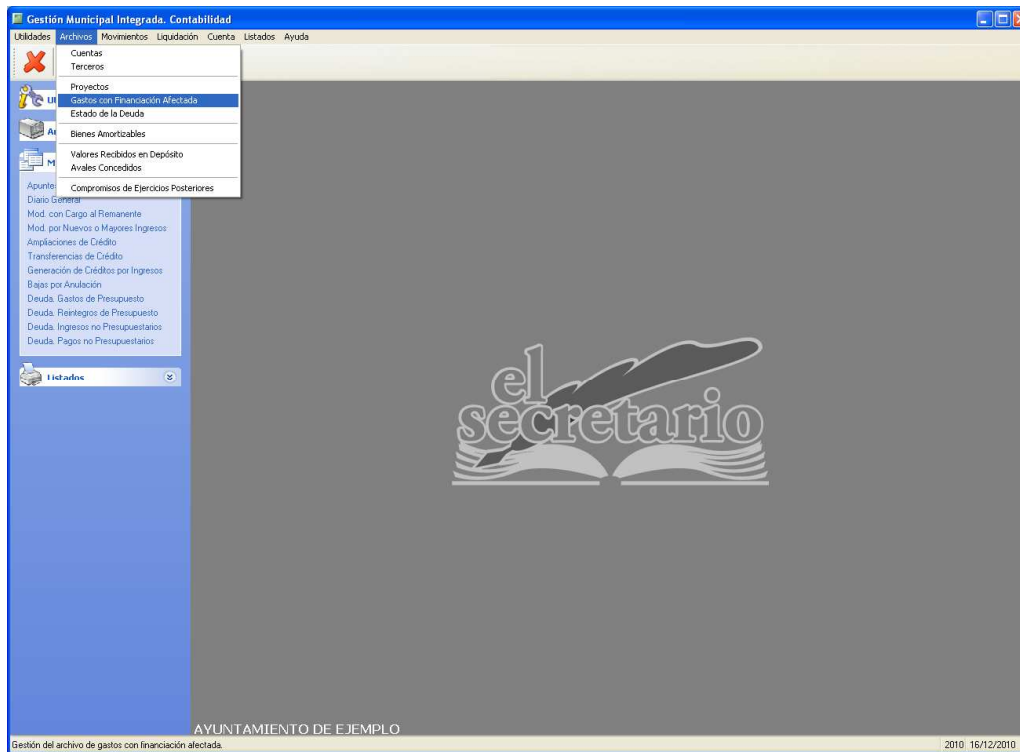 Gestión Municipal Integrada. Contabilidad
Utilidades Archivos Movimientos Liquidación Cuenta Listados Ayuda
Cuentas
Terceros
Proyectos
Gastos con Financiación Afectada
Estado de la Deuda
Bienes Amortizables
Valores Recibidos en Depósito
Avales Concedidos
Compromisos de Ejercicios Posteriores
Diario General
Mod. con Cargo al Remanente
Mod. por Nuevos o Mayores Ingresos
Ampliaciones de Crédito
Transferencias de Crédito
Generación de Créditos por Ingresos
Bajas por Anulación
Deuda. Gastos de Presupuesto
Deuda. Reintegros de Presupuesto
Deuda. Ingresos no Presupuestarios
Deuda. Pagos no Presupuestarios
Listados
el
secretario
AYUNTAMIENTO DE EJEMPLO
Gestión del archivo de gastos con financiación afectada.
2010 16/12/2010